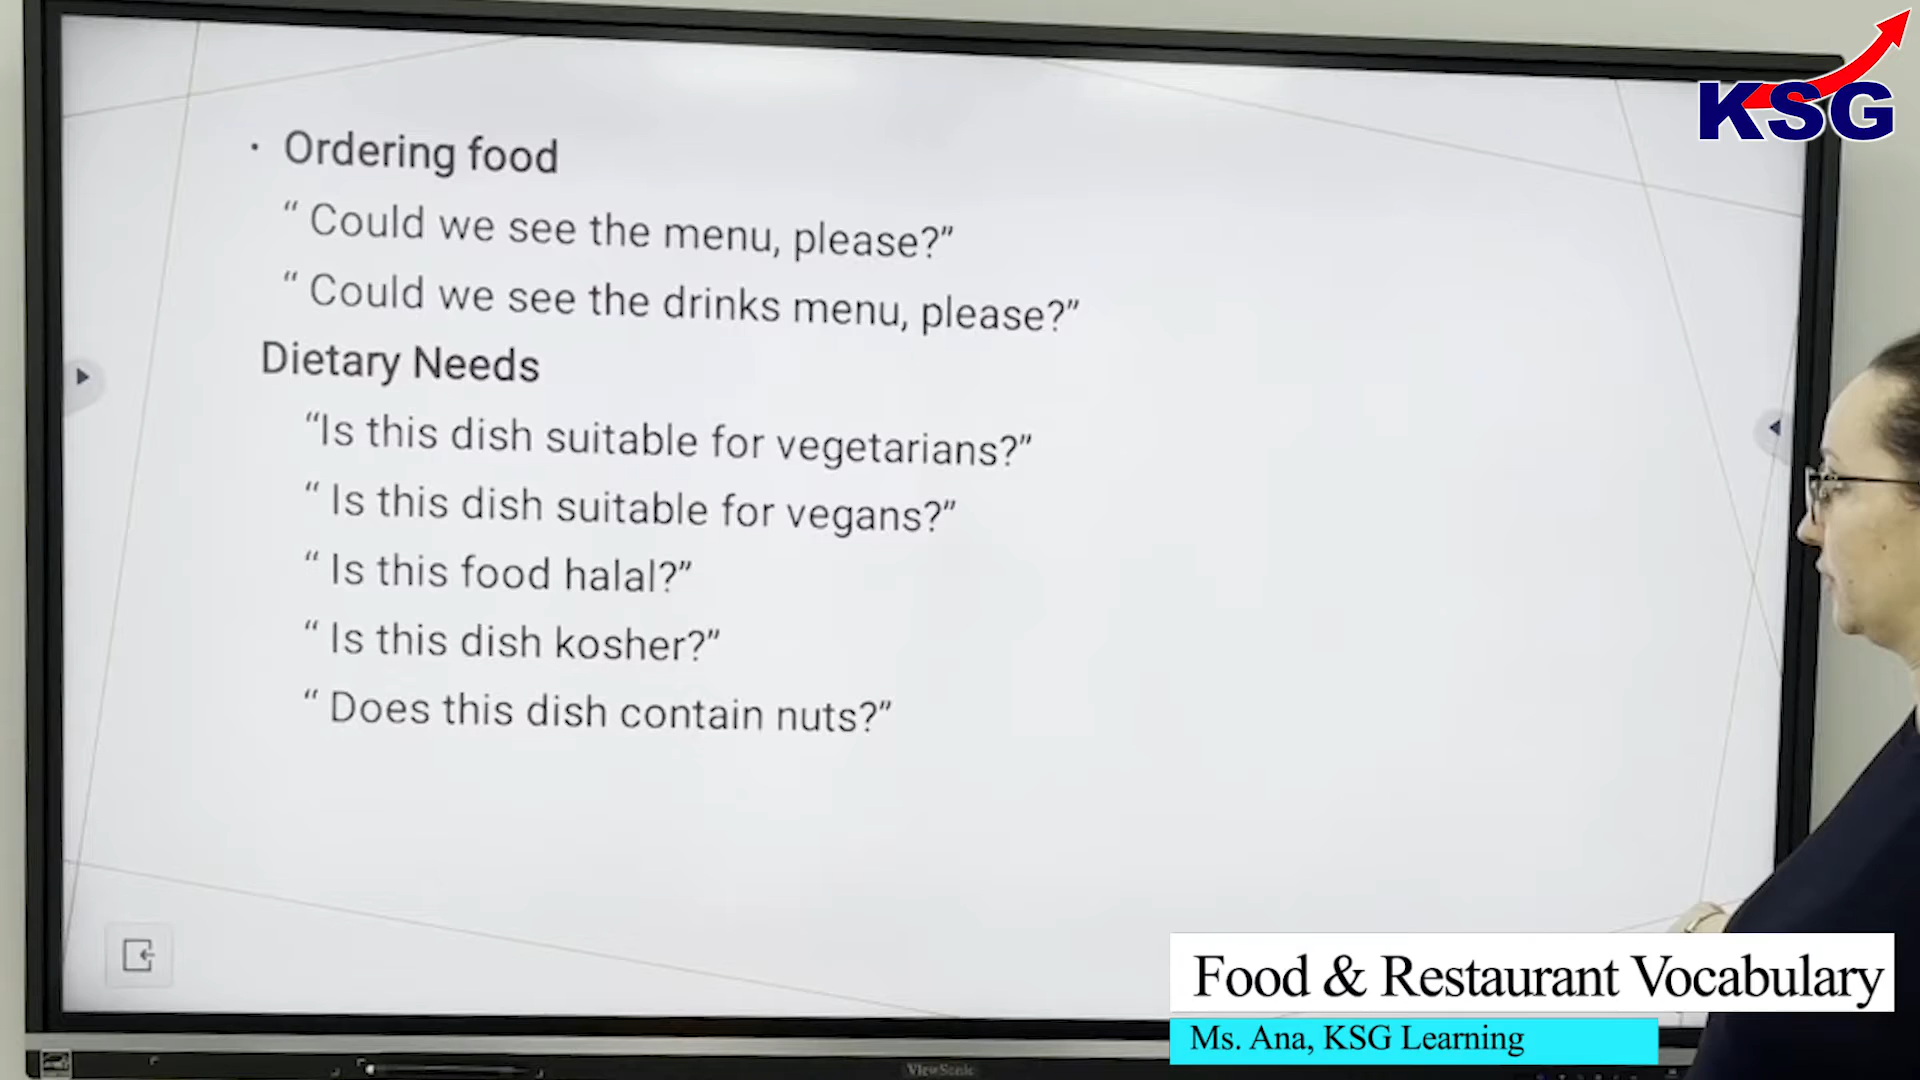 KSG
· Ordering food
“ Could we see the menu, please?”
“ Could we see the drinks menu, please?”
Dietary Needs
“Is this dish suitable for vegetarians?”
“ Is this dish suitable for vegans?”
“ Is this food halal?”
“ Is this dish kosher?”
“ Does this dish contain nuts?”
Food & Restaurant Vocabulary
Ms. Ana, KSG Learning
ViewSonic